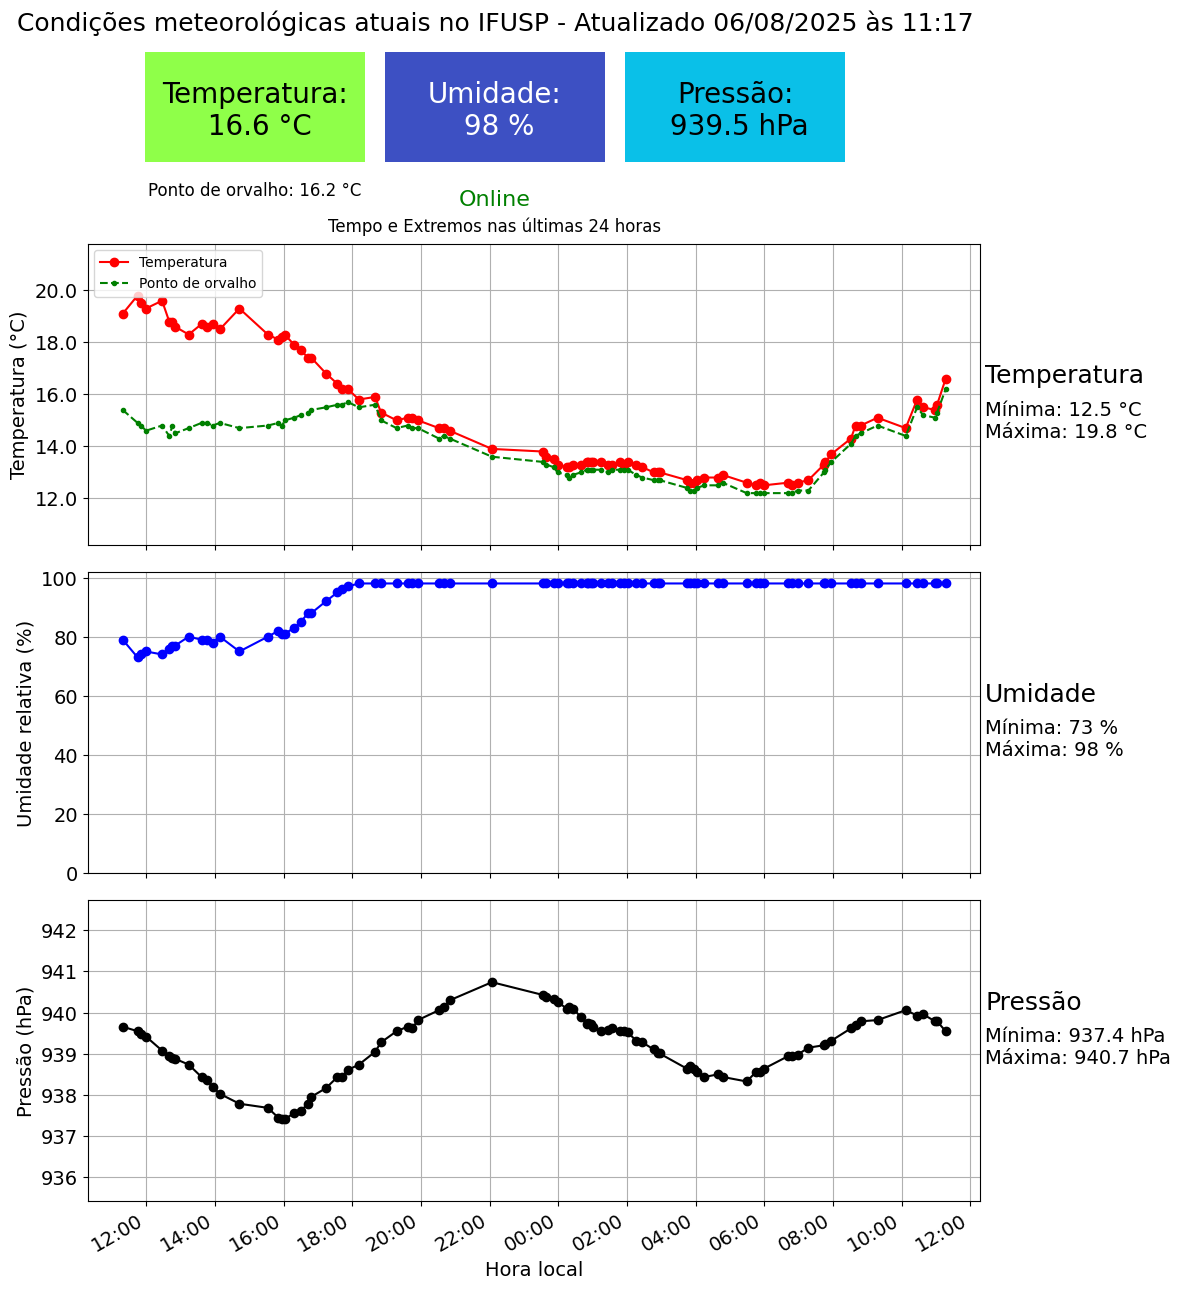 Condições meteorológicas atuais no IFUSP - Atualizado 06/08/2025 às 11:17
Temperatura:
16.6 °C
Umidade:
98 %
Pressão:
939.5 hPa
Ponto de orvalho: 16.2 °C
Online
Tempo e Extremos nas últimas 24 horas
Temperatura
Ponto de orvalho
Temperatura (°C)
20.0
18.0
16.0
14.0
12.0
Temperatura
Mínima: 12.5 °C
Máxima: 19.8 °C
Umidade relativa (%)
100
80
60
40
20
0
Umidade
Mínima: 73 %
Máxima: 98 %
Pressão (hPa)
942
941
940
939
938
937
936
Pressão
Mínima: 937.4 hPa
Máxima: 940.7 hPa
12:00
14:00
16:00
18:00
20:00
22:00
00:00
02:00
04:00
06:00
08:00
10:00
12:00
Hora local